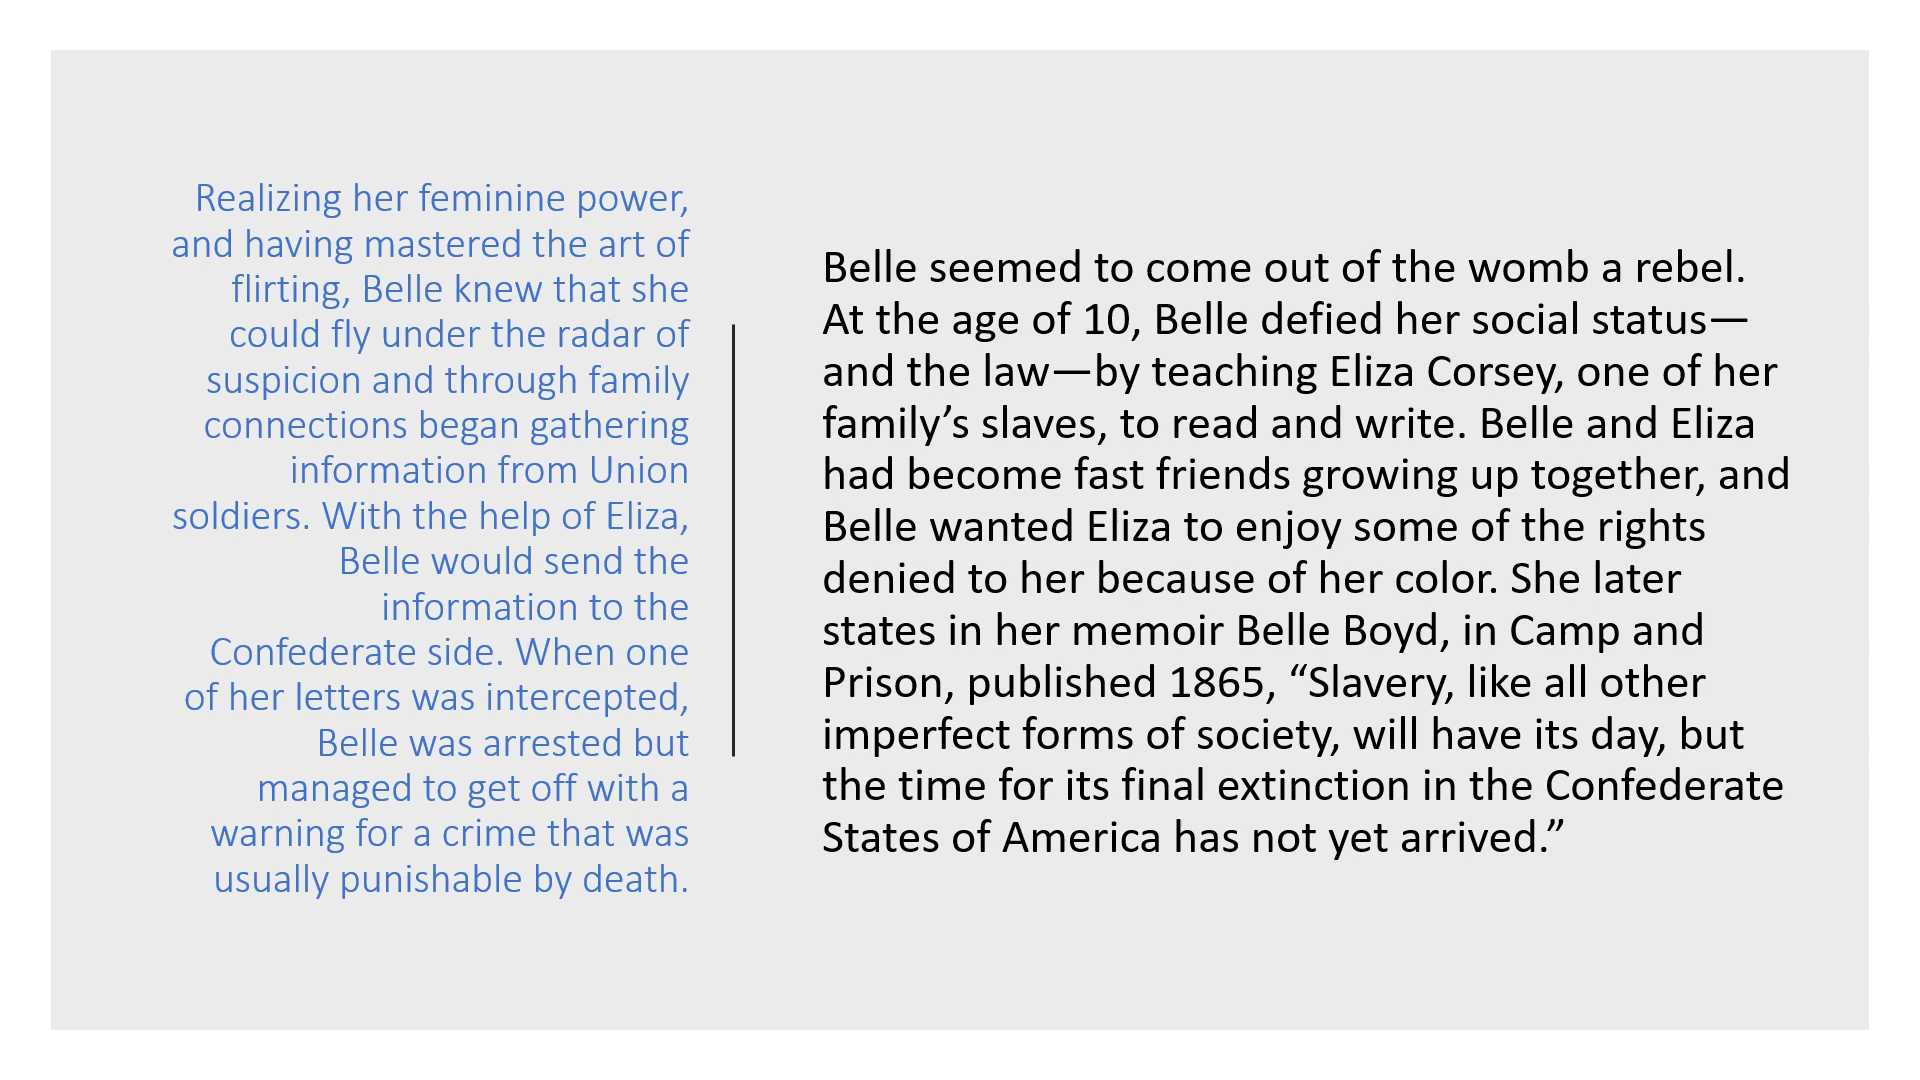 Realizing her feminine power,
and having mastered the art of
flirting, Belle knew that she
could fly under the radar of
suspicion and through family
connections began gathering
information from Union
soldiers. With the help of Eliza,
Belle would send the
information to the
Confederate side. When one
of her letters was intercepted,
Belle was arrested but
managed to get off with a
warning for a crime that was
usually punishable by death.
Belle seemed to come out of the womb a rebel.
At the age of 10, Belle defied her social status—
and the law—by teaching Eliza Corsey, one of her
family’s slaves, to read and write. Belle and Eliza
had become fast friends growing up together, and
Belle wanted Eliza to enjoy some of the rights
denied to her because of her color. She later
states in her memoir Belle Boyd, in Camp and
Prison, published 1865, “Slavery, like all other
imperfect forms of society, will have its day, but
the time for its final extinction in the Confederate
States of America has not yet arrived.”